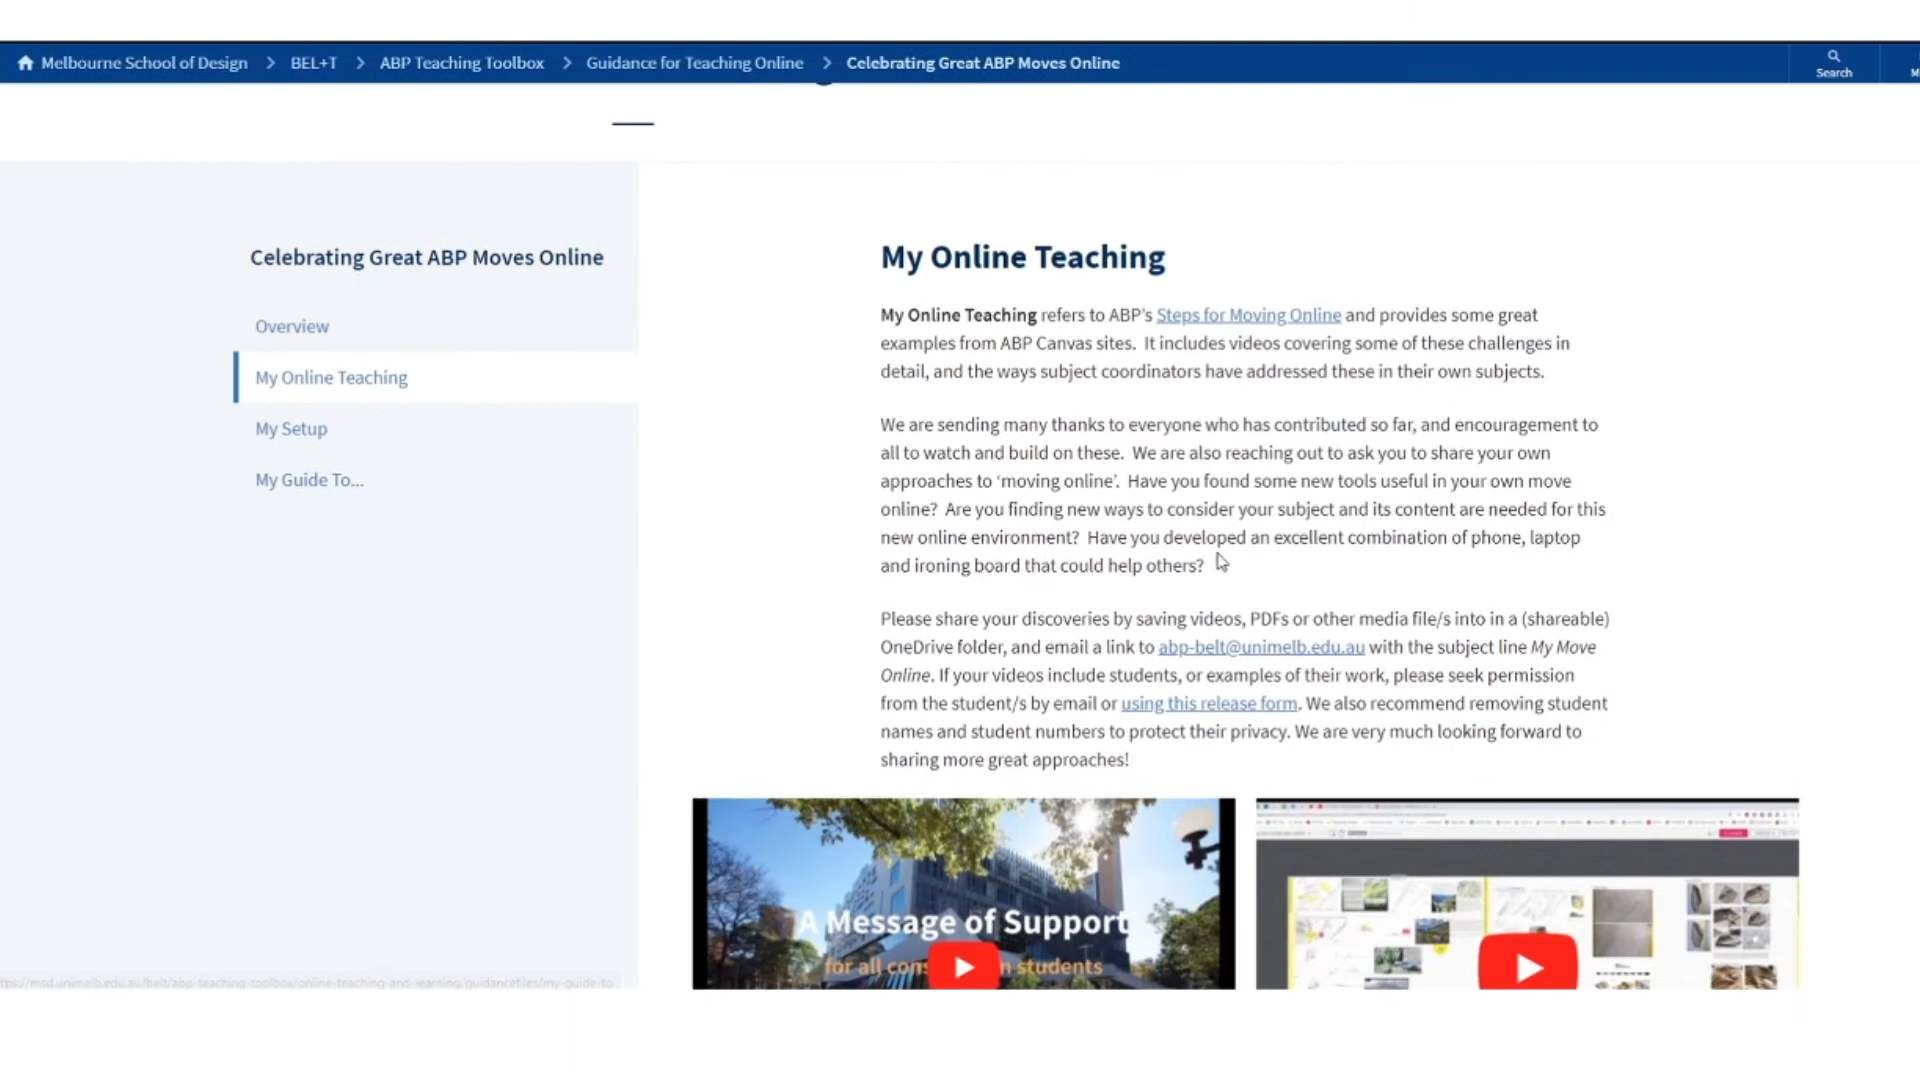 Melbourne School of Design > BEL+T > ABP Teaching Toolbox > Guidance for Teaching Online > Celebrating Great ABP Moves Online
Search
Celebrating Great ABP Moves Online
Overview
My Online Teaching
My Setup
My Guide To...
My Online Teaching
My Online Teaching refers to ABP's Steps for Moving Online and provides some great
examples from ABP Canvas sites. It includes videos covering some of these challenges in
detail, and the ways subject coordinators have addressed these in their own subjects.
We are sending many thanks to everyone who has contributed so far, and encouragement to
all to watch and build on these. We are also reaching out to ask you to share your own
approaches to ‘moving online’. Have you found some new tools useful in your own move
online? Are you finding new ways to consider your subject and its content are needed for this
new online environment? Have you developed an excellent combination of phone, laptop
and ironing board that could help others?
Please share your discoveries by saving videos, PDFs or other media file/s into in a (shareable)
OneDrive folder, and email a link to abp-belt@unimelb.edu.au with the subject line My Move
Online. If your videos include students, or examples of their work, please seek permission
from the student/s by email or using this release form. We also recommend removing student
names and student numbers to protect their privacy. We are very much looking forward to
sharing more great approaches!
A Message of Support
for all students